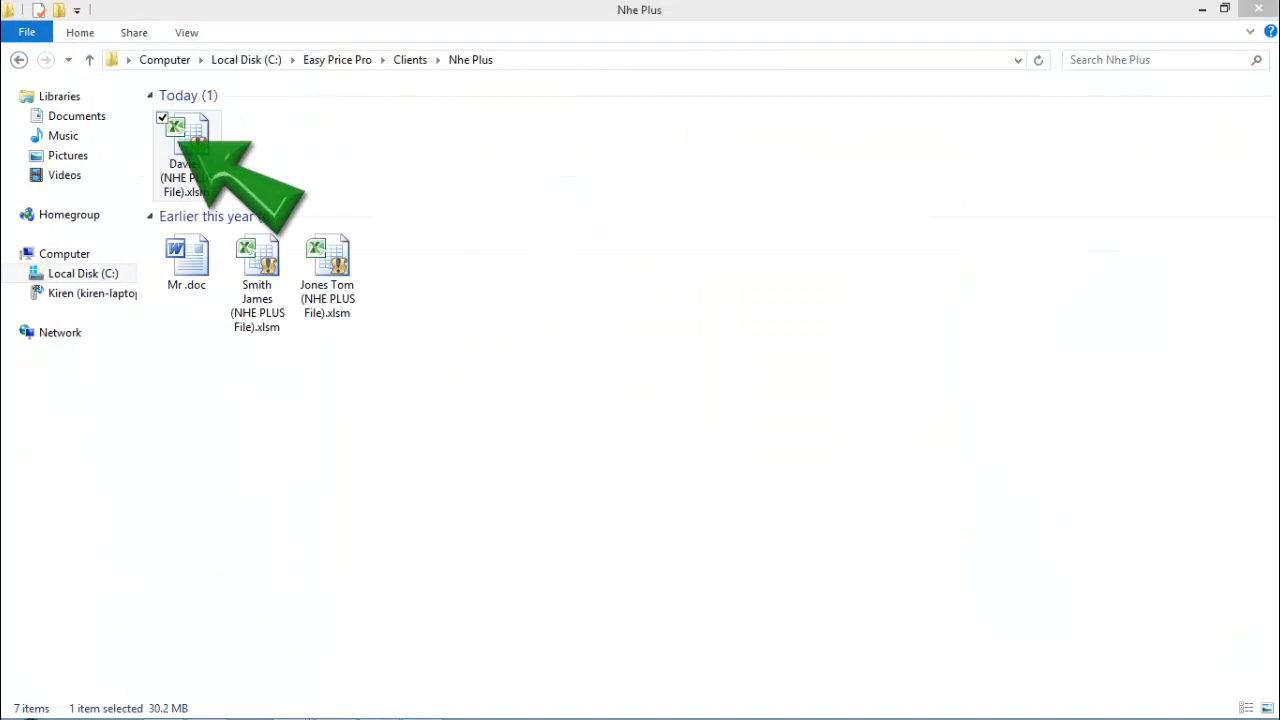 Nhe Plus
File Home Share View
Computer Local Disk (C:) Easy Price Pro Clients Nhe Plus Search Nhe Plus
Libraries
Documents
Music
Pictures
Videos
Homegroup
Computer
Local Disk (C:)
Kiren (kiren-lapto
Network
Today (1)
(NHE
File).xlsm
Earlier this year
Mr .doc
Smith
James
(NHE PLUS
File).xlsm
Jones Tom
(NHE PLUS
File).xlsm
7 items 1 item selected 30.2 MB